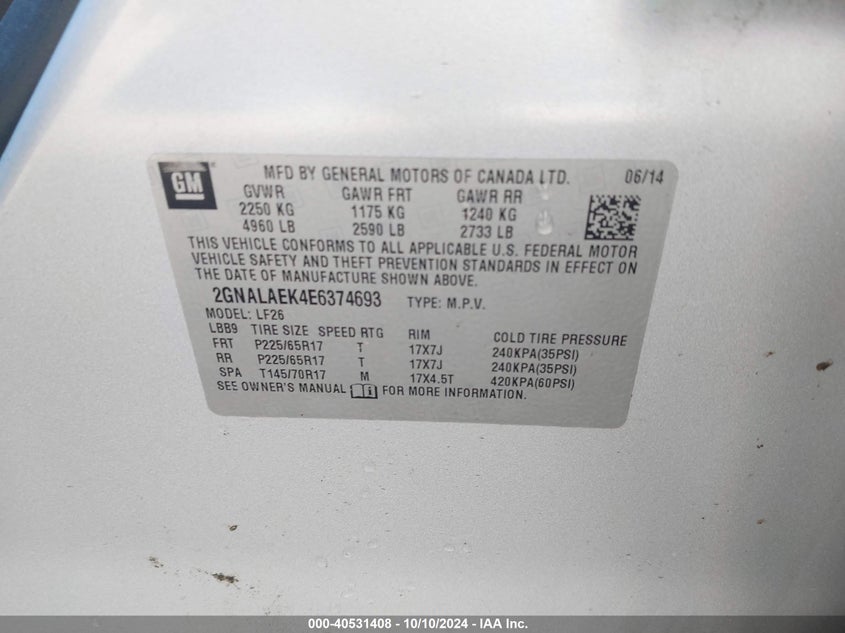 GM
MFD BY GENERAL MOTORS OF CANADA LTD. 06/14
GVWR GAWR FRT GAWR RR
2250 KG 1175 KG 1240 KG
4960 LB 2590 LB 2733 LB
THIS VEHICLE CONFORMS TO ALL APPLICABLE U.S. FEDERAL MOTOR
VEHICLE SAFETY AND THEFT PREVENTION STANDARDS IN EFFECT ON
THE DATE OF MANUFACTURE SHOWN ABOVE.
2GNALAEK4E6374693 TYPE: M.P.V.
MODEL: LF26
LBB9 TIRE SIZE SPEED RTG RIM COLD TIRE PRESSURE
FRT P225/65R17 T 17X7J 240KPA(35PSI)
RR P225/65R17 T 17X7J 240KPA(35PSI)
SPA T145/70R17 M 17X4.5T 420KPA(60PSI)
SEE OWNER'S MANUAL FOR MORE INFORMATION.
000-40531408 - 10/10/2024 - IAA Inc.